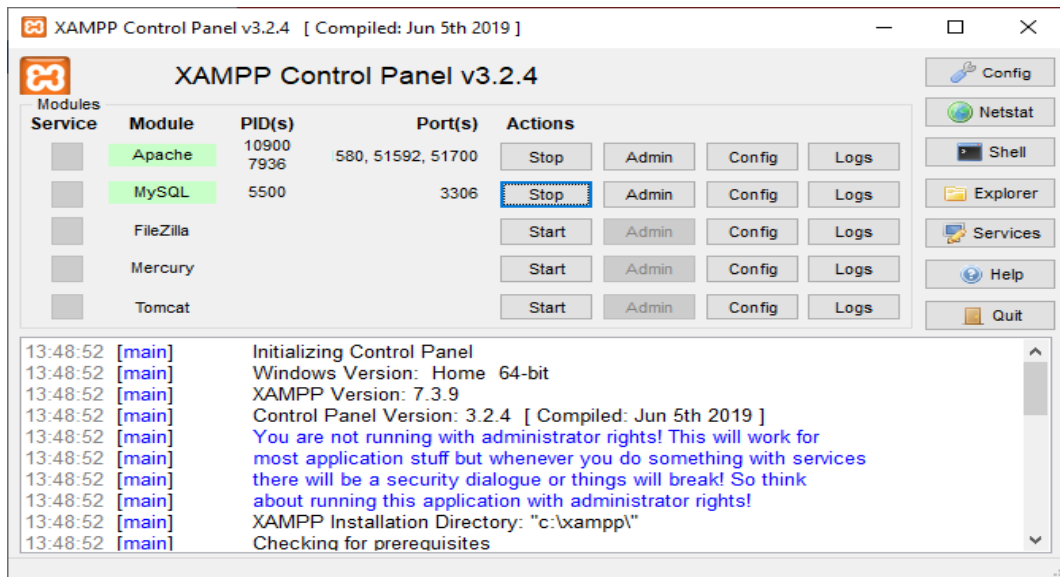 XAMPP Control Panel v3.2.4 [ Compiled: Jun 5th 2019 ]
XAMPP Control Panel v3.2.4
Config
Modules
Service Module PID(s) Port(s) Actions
Netstat
Apache 10900 7936 580, 51592, 51700 Stop Admin Config Logs
Shell
MySQL 5500 3306 Stop Admin Config Logs
Explorer
FileZilla Start Admin Config Logs
Services
Mercury Start Admin Config Logs
Help
Tomcat Start Admin Config Logs
Quit
13:48:52 [main] Initializing Control Panel
13:48:52 [main] Windows Version: Home 64-bit
13:48:52 [main] XAMPP Version: 7.3.9
13:48:52 [main] Control Panel Version: 3.2.4 [ Compiled: Jun 5th 2019 ]
13:48:52 [main] You are not running with administrator rights! This will work for
13:48:52 [main] most application stuff but whenever you do something with services
13:48:52 [main] there will be a security dialogue or things will break! So think
13:48:52 [main] about running this application with administrator rights!
13:48:52 [main] XAMPP Installation Directory: "c:\xampp\"
13:48:52 [main] Checking for prerequisites